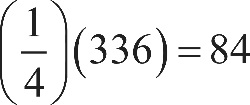 (1/4)(336) = 84